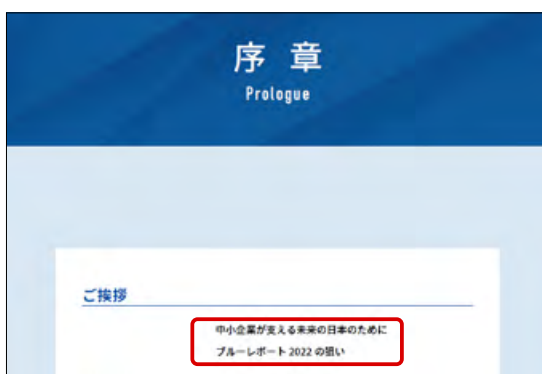 序 章
Prologue
ご挨拶
中小企業が支える未来の日本のために
ブルーレポート 2022 の狙い